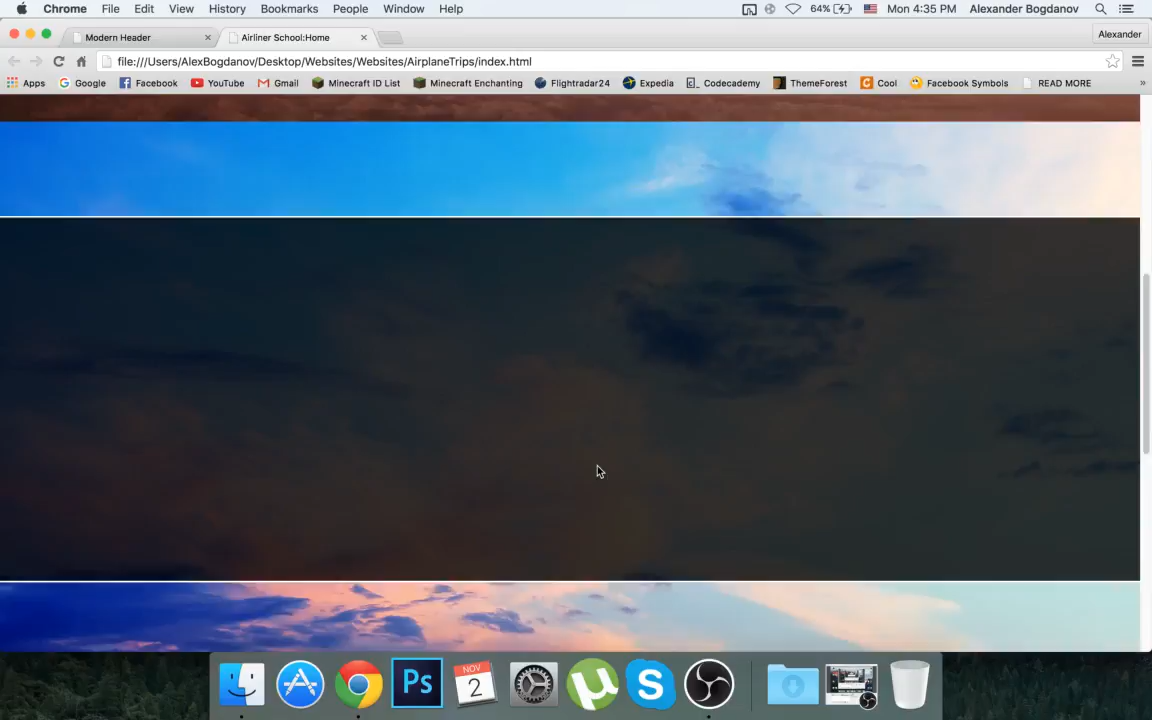 Chrome File Edit View History Bookmarks People Window Help 64% Mon 4:35 PM Alexander Bogdanov
Modern Header Airliner School:Home Alexander
file:///Users/AlexBogdanov/Desktop/Websites/Websites/AirplaneTrips/index.html
Apps Google Facebook YouTube Gmail Minecraft ID List Minecraft Enchanting Flightradar24 Expedia Codecademy ThemeForest Cool Facebook Symbols READ MORE »
Ps NOV 2